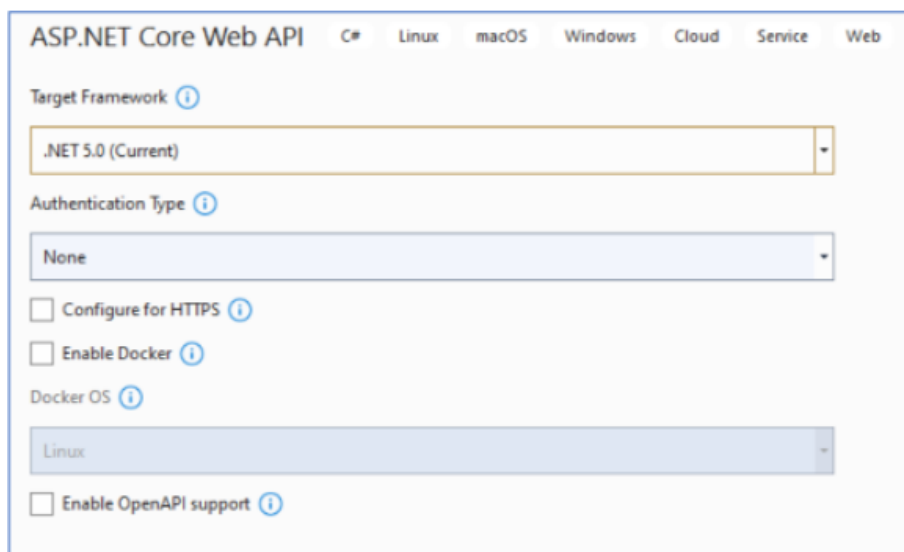 ASP.NET Core Web API C# Linux macOS Windows Cloud Service Web
Target Framework
.NET 5.0 (Current)
Authentication Type
None
Configure for HTTPS
Enable Docker
Docker OS
Linux
Enable OpenAPI support